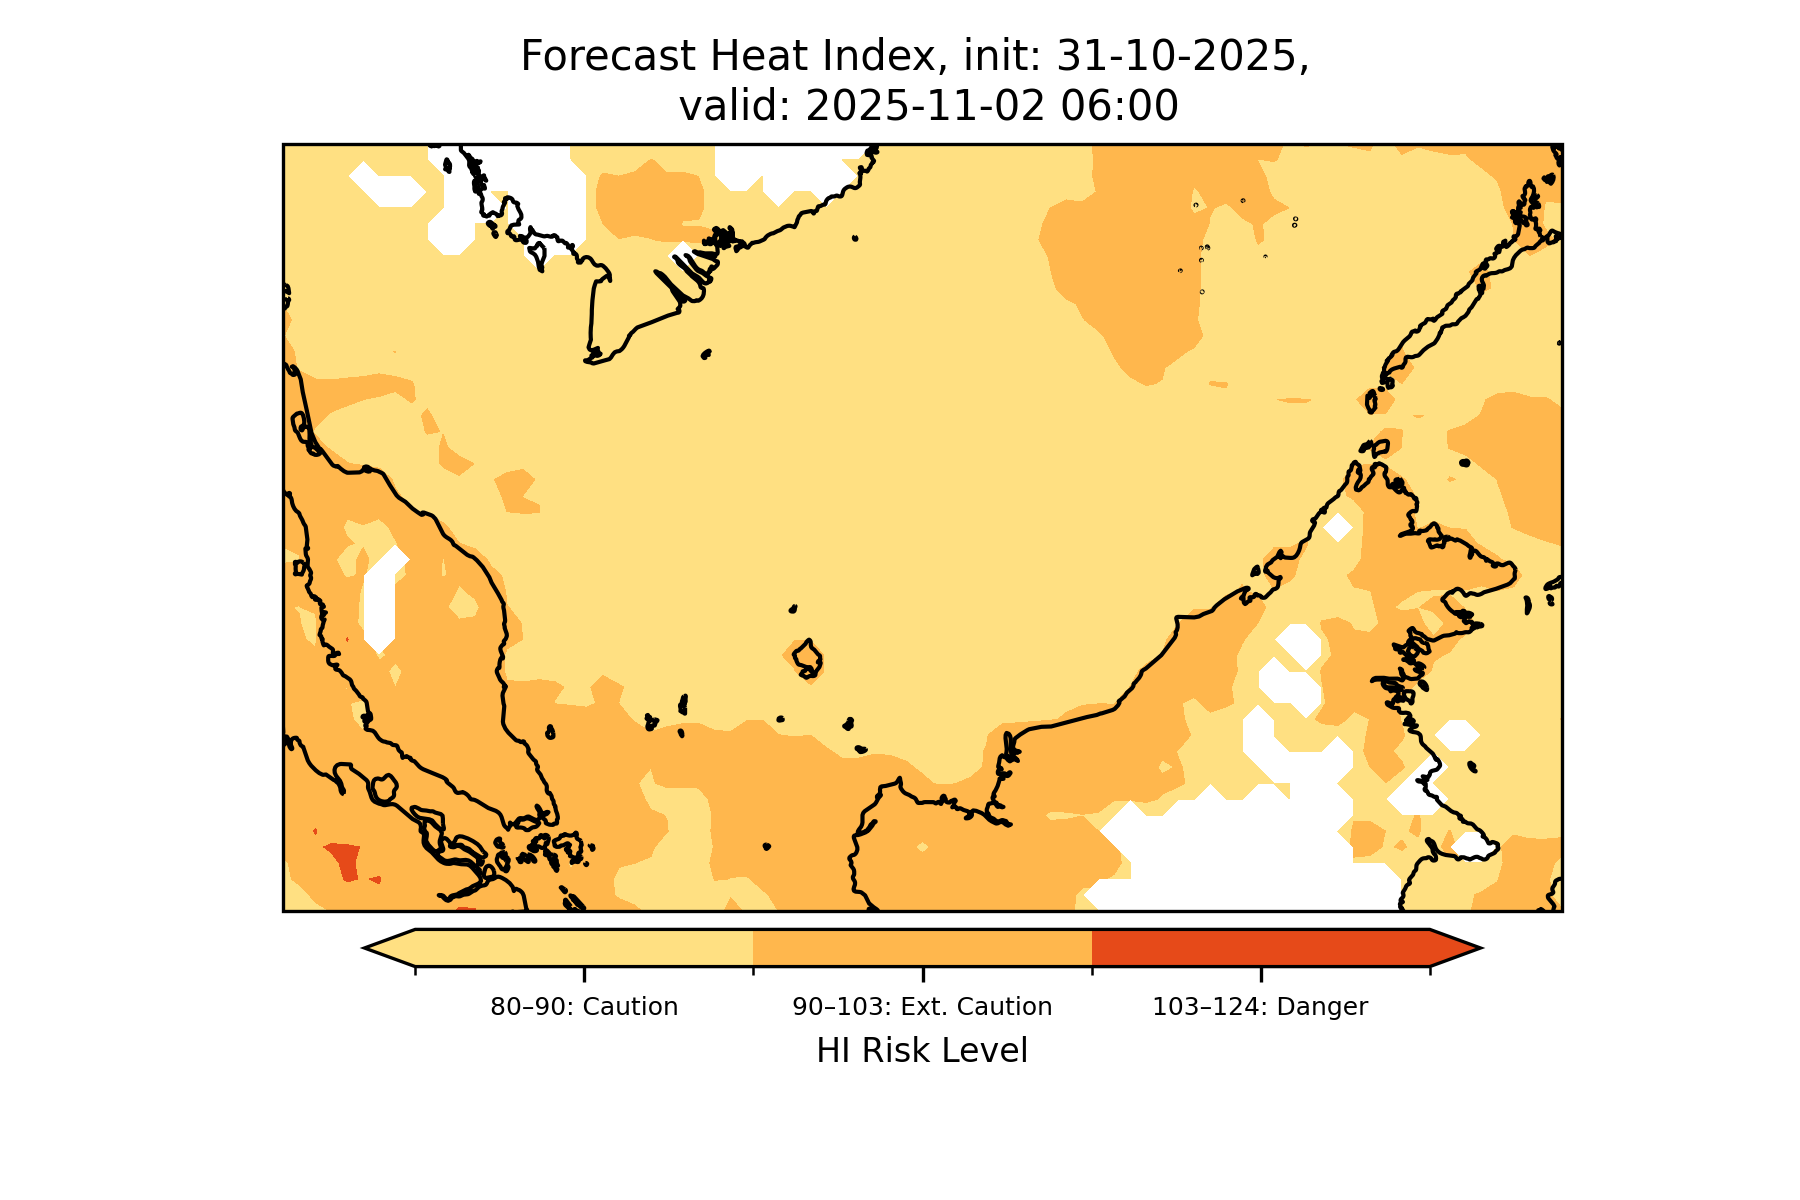 Forecast Heat Index, init: 31-10-2025,
valid: 2025-11-02 06:00
80–90: Caution
90–103: Ext. Caution
103–124: Danger
HI Risk Level